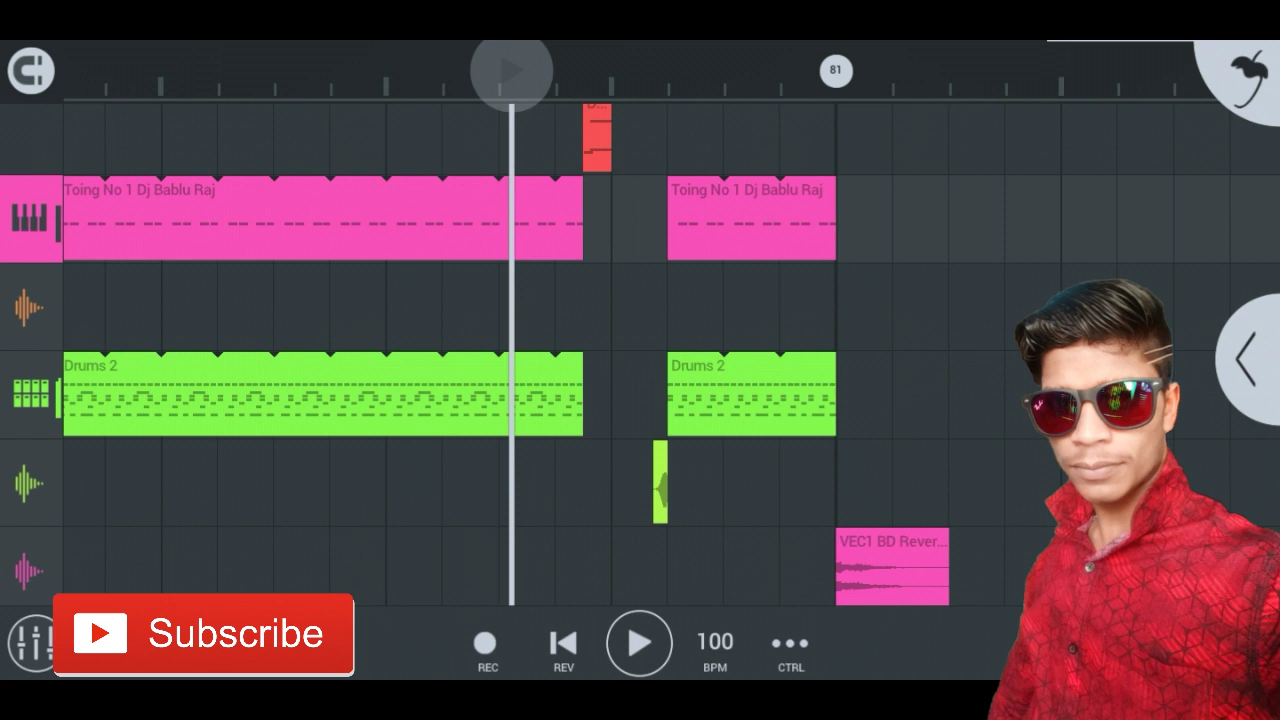 81
D...
Toing No 1 Dj Bablu Raj
Toing No 1 Dj Bablu Raj
Drums 2
Drums 2
VEC1 BD Rever...
Subscribe
100
REC
REV
BPM
CTRL